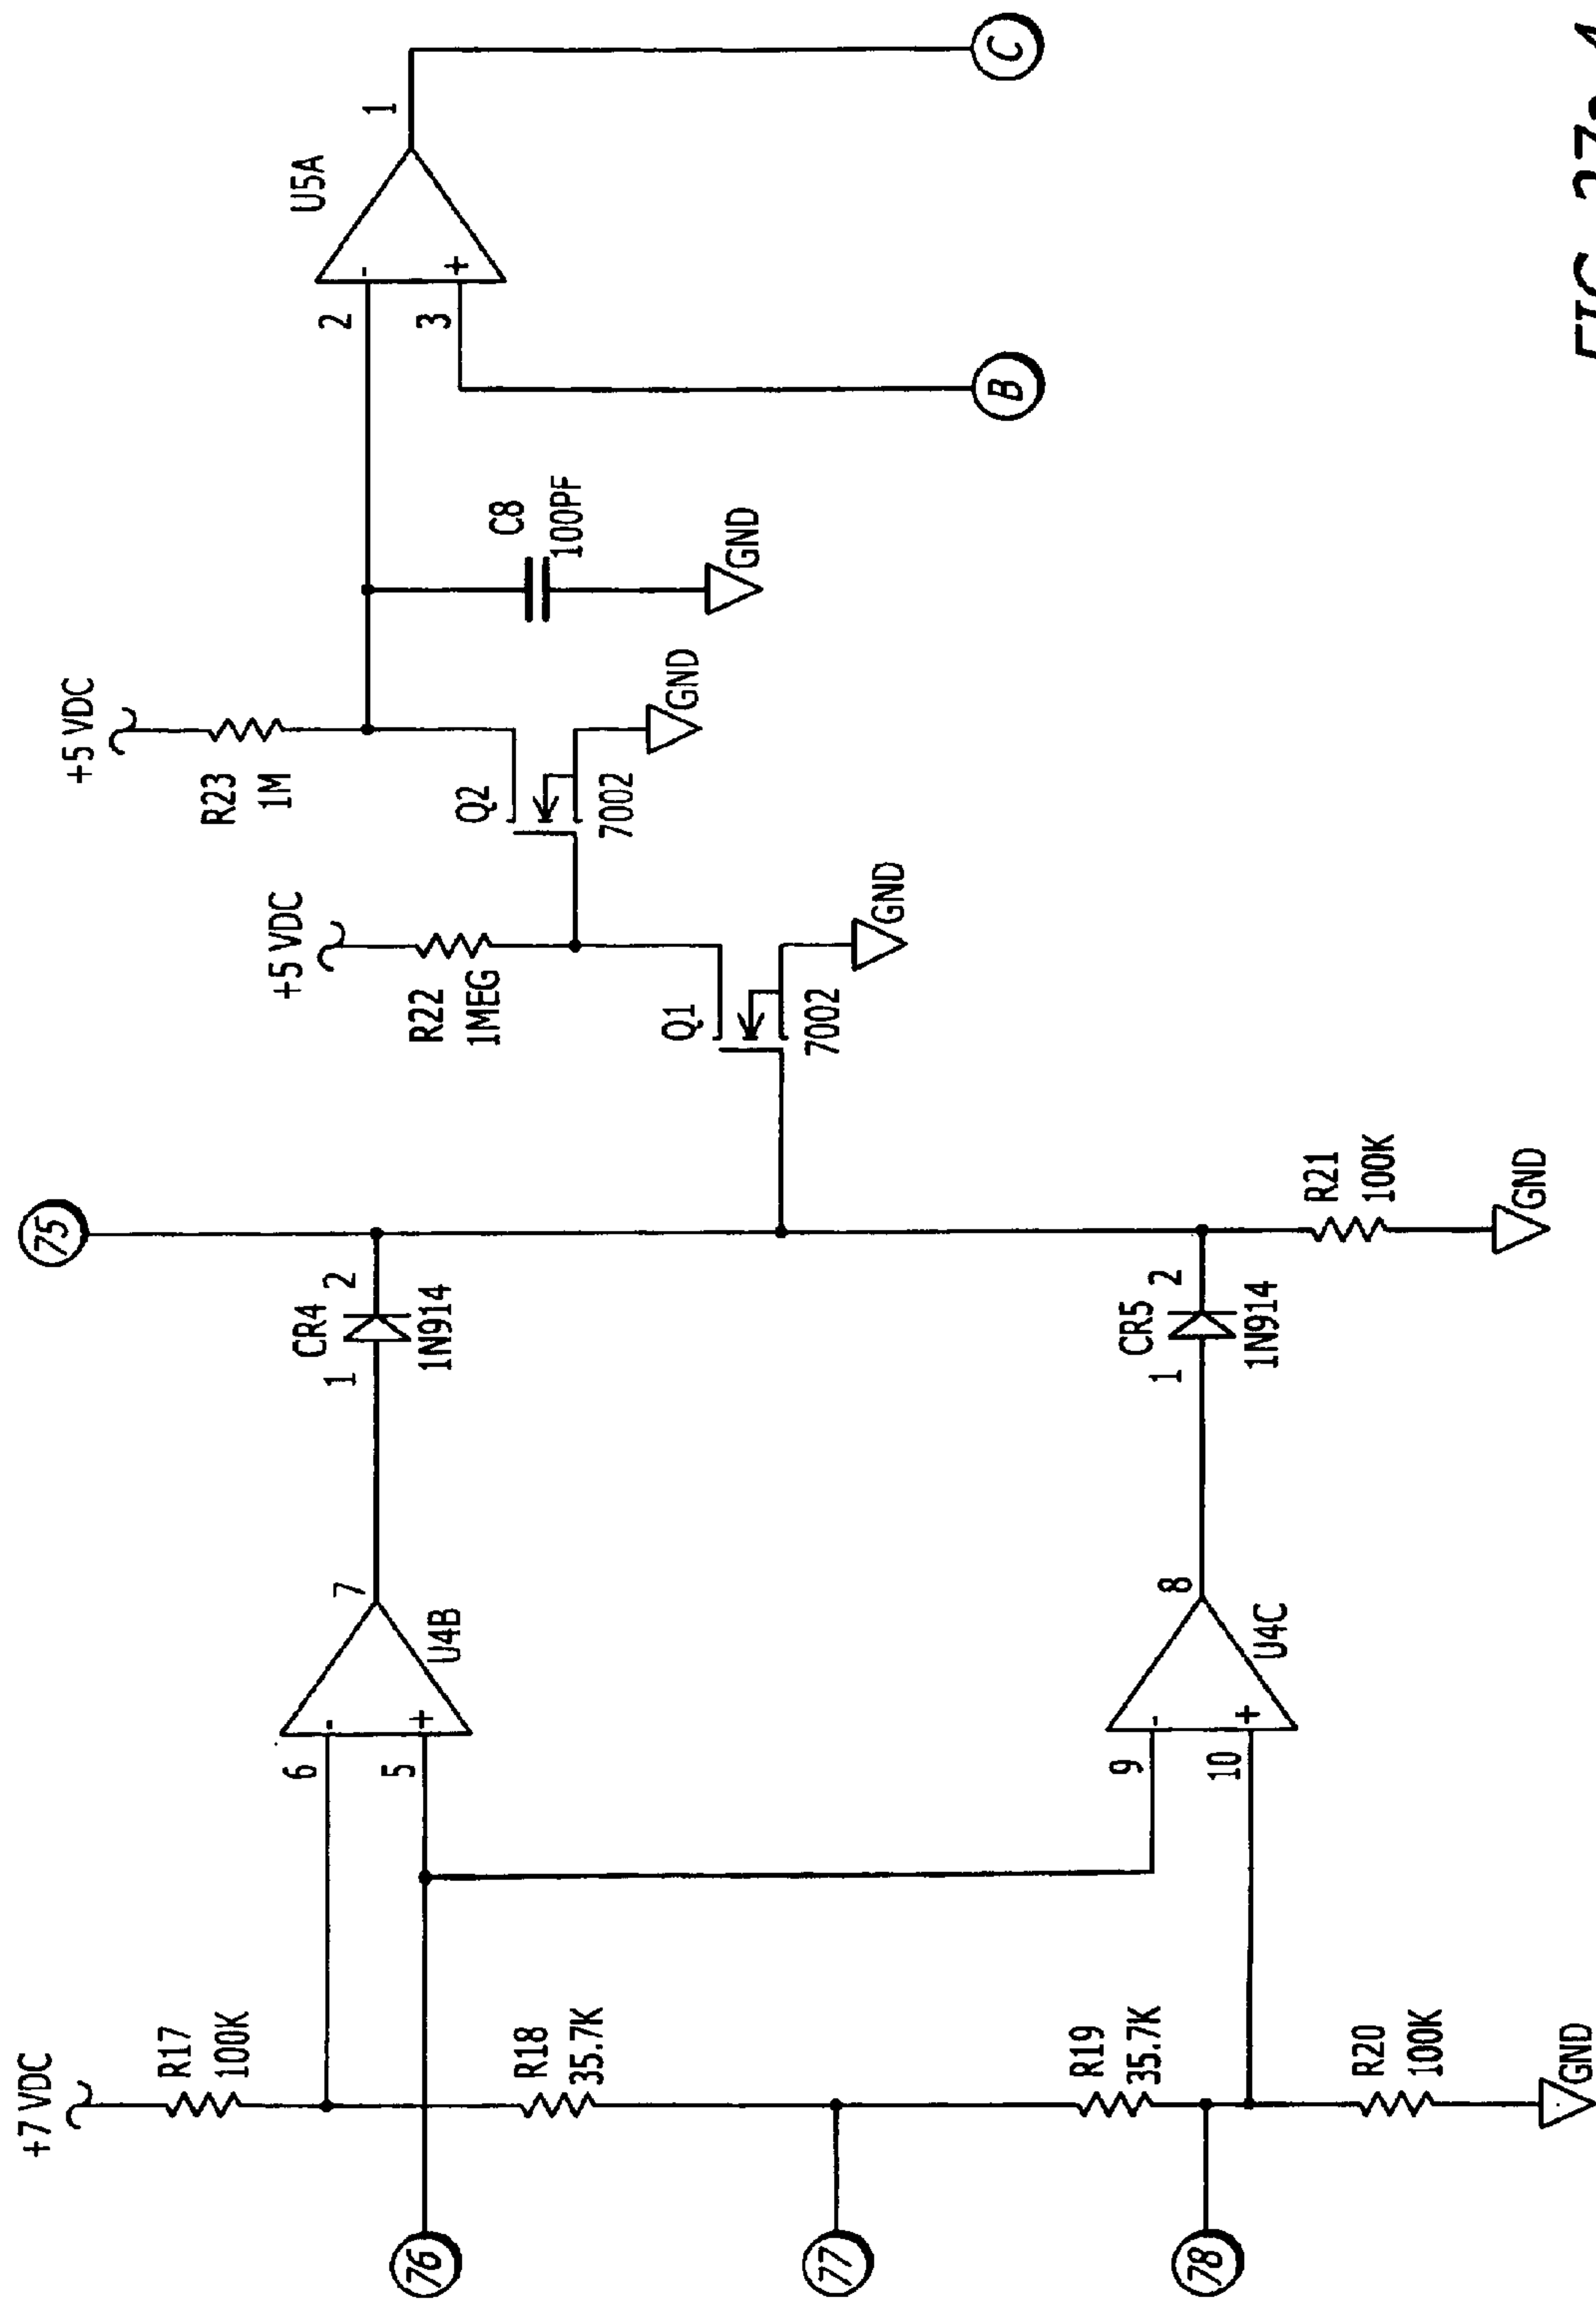 +7 VDC
R17
100K
R18
35.7K
R19
35.7K
R20
100K
GND
76
77
78
6
5
-
+
7
U4B
9
10
-
+
8
U4C
1
CR4
2
1N914
1
CR5
2
1N914
75
R21
100K
GND
Q1
7002
GND
+5 VDC
R22
1MEG
Q2
7002
GND
+5 VDC
R23
1M
C8
100PF
GND
2
3
-
+
U5A
1
B
C